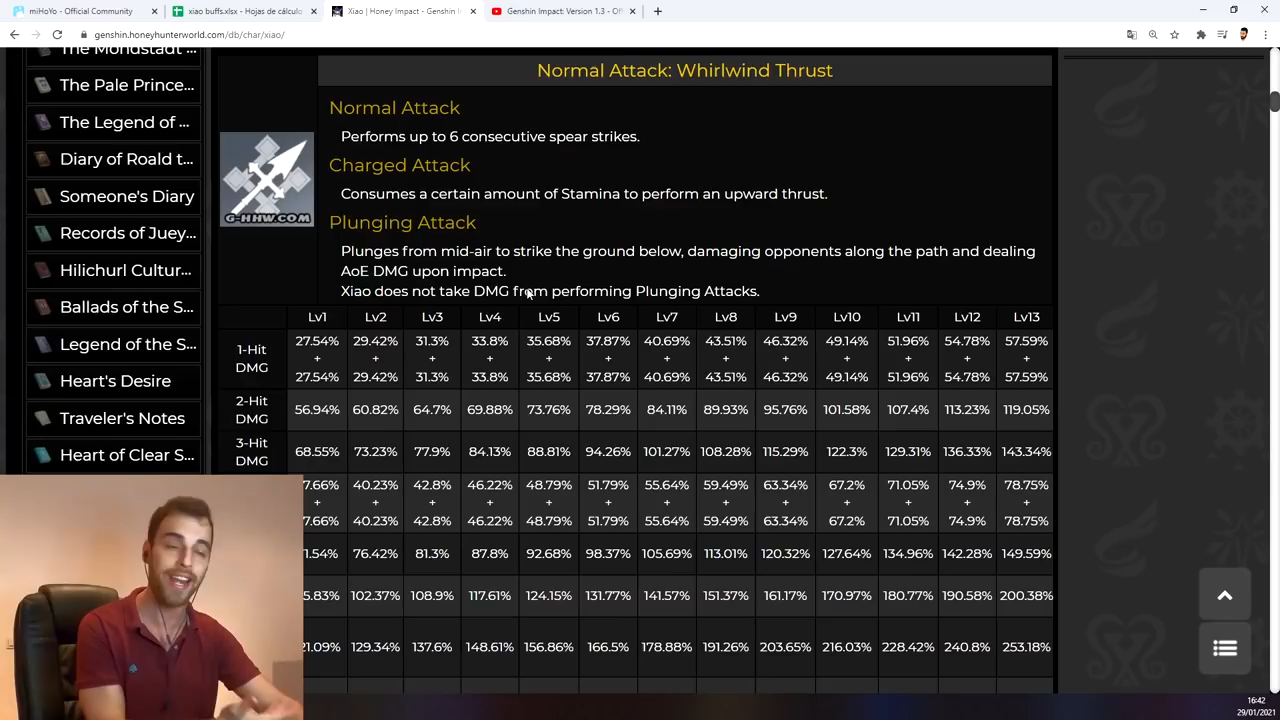 miHoYo - Official Community
xiao buffs.xlsx - Hojas de cálculo
Xiao | Honey Impact - Genshin I
Genshin Impact: Version 1.3 - Of
genshin.honeyhunterworld.com/db/char/xiao/
The Mondstadt ...
The Pale Prince...
The Legend of ...
Diary of Roald t...
Someone's Diary
Records of Juey...
Hilichurl Cultur...
Ballads of the S...
Legend of the S...
Heart's Desire
Traveler's Notes
Heart of Clear S...
Normal Attack: Whirlwind Thrust
G-HHW.COM
Normal Attack
Performs up to 6 consecutive spear strikes.
Charged Attack
Consumes a certain amount of Stamina to perform an upward thrust.
Plunging Attack
Plunges from mid-air to strike the ground below, damaging opponents along the path and dealing
AoE DMG upon impact.
Xiao does not take DMG from performing Plunging Attacks.
Lv1 Lv2 Lv3 Lv4 Lv5 Lv6 Lv7 Lv8 Lv9 Lv10 Lv11 Lv12 Lv13
1-Hit DMG 27.54% + 27.54% 29.42% + 29.42% 31.3% + 31.3% 33.8% + 33.8% 35.68% + 35.68% 37.87% + 37.87% 40.69% + 40.69% 43.51% + 43.51% 46.32% + 46.32% 49.14% + 49.14% 51.96% + 51.96% 54.78% + 54.78% 57.59% + 57.59%
2-Hit DMG 56.94% 60.82% 64.7% 69.88% 73.76% 78.29% 84.11% 89.93% 95.76% 101.58% 107.4% 113.23% 119.05%
3-Hit DMG 68.55% 73.23% 77.9% 84.13% 88.81% 94.26% 101.27% 108.28% 115.29% 122.3% 129.31% 136.33% 143.34%
7.66% + 7.66% 40.23% + 40.23% 42.8% + 42.8% 46.22% + 46.22% 48.79% + 48.79% 51.79% + 51.79% 55.64% + 55.64% 59.49% + 59.49% 63.34% + 63.34% 67.2% + 67.2% 71.05% + 71.05% 74.9% + 74.9% 78.75% + 78.75%
1.54% 76.42% 81.3% 87.8% 92.68% 98.37% 105.69% 113.01% 120.32% 127.64% 134.96% 142.28% 149.59%
5.83% 102.37% 108.9% 117.61% 124.15% 131.77% 141.57% 151.37% 161.17% 170.97% 180.77% 190.58% 200.38%
21.09% 129.34% 137.6% 148.61% 156.86% 166.5% 178.88% 191.26% 203.65% 216.03% 228.42% 240.8% 253.18%
16:42
29/01/2021